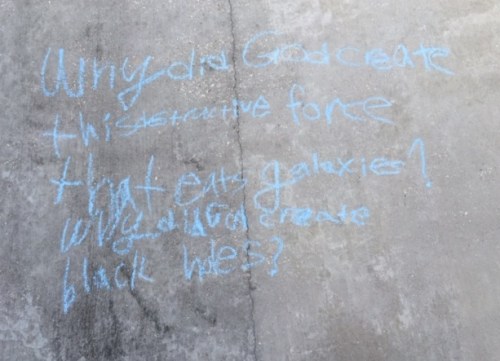 Why did God create
this destructive force
that eats galaxies?
why did God create
black holes?